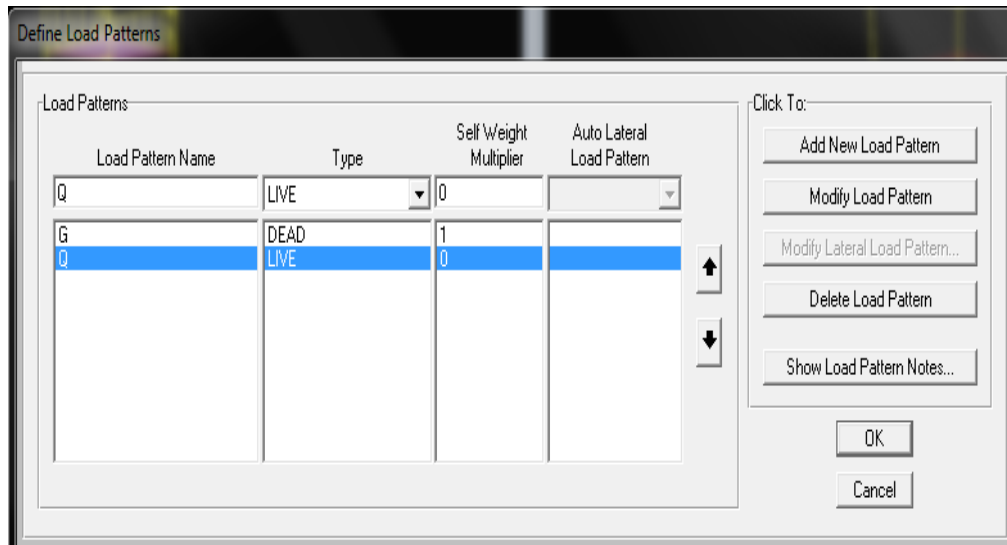 Define Load Patterns
Load Patterns
Click To:
Load Pattern Name Type Self Weight Multiplier Auto Lateral Load Pattern
Q LIVE 0
G DEAD 1
Q LIVE 0
Add New Load Pattern
Modify Load Pattern
Modify Lateral Load Pattern...
Delete Load Pattern
Show Load Pattern Notes...
OK
Cancel